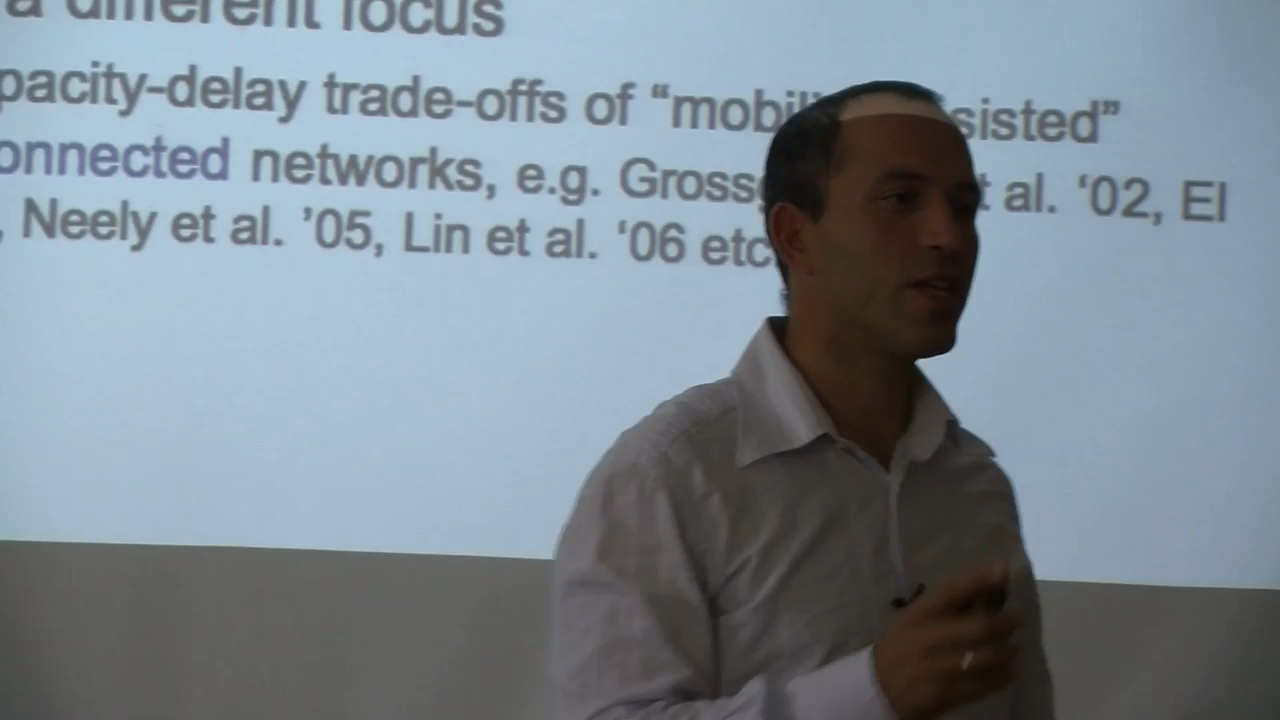 a different focus
pacity-delay trade-offs of “mobil sisted”
onnected networks, e.g. Gross al. ‘02, El
, Neely et al. ’05, Lin et al. ‘06 etc